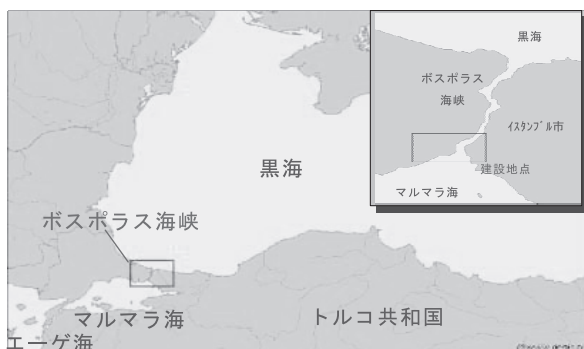 黒海
ボスポラス海峡
マルマラ海
エーゲ海
トルコ共和国
黒海
ボスポラス
海峡
ｲｽﾀﾝﾌﾞﾙ市
建設地点
マルマラ海